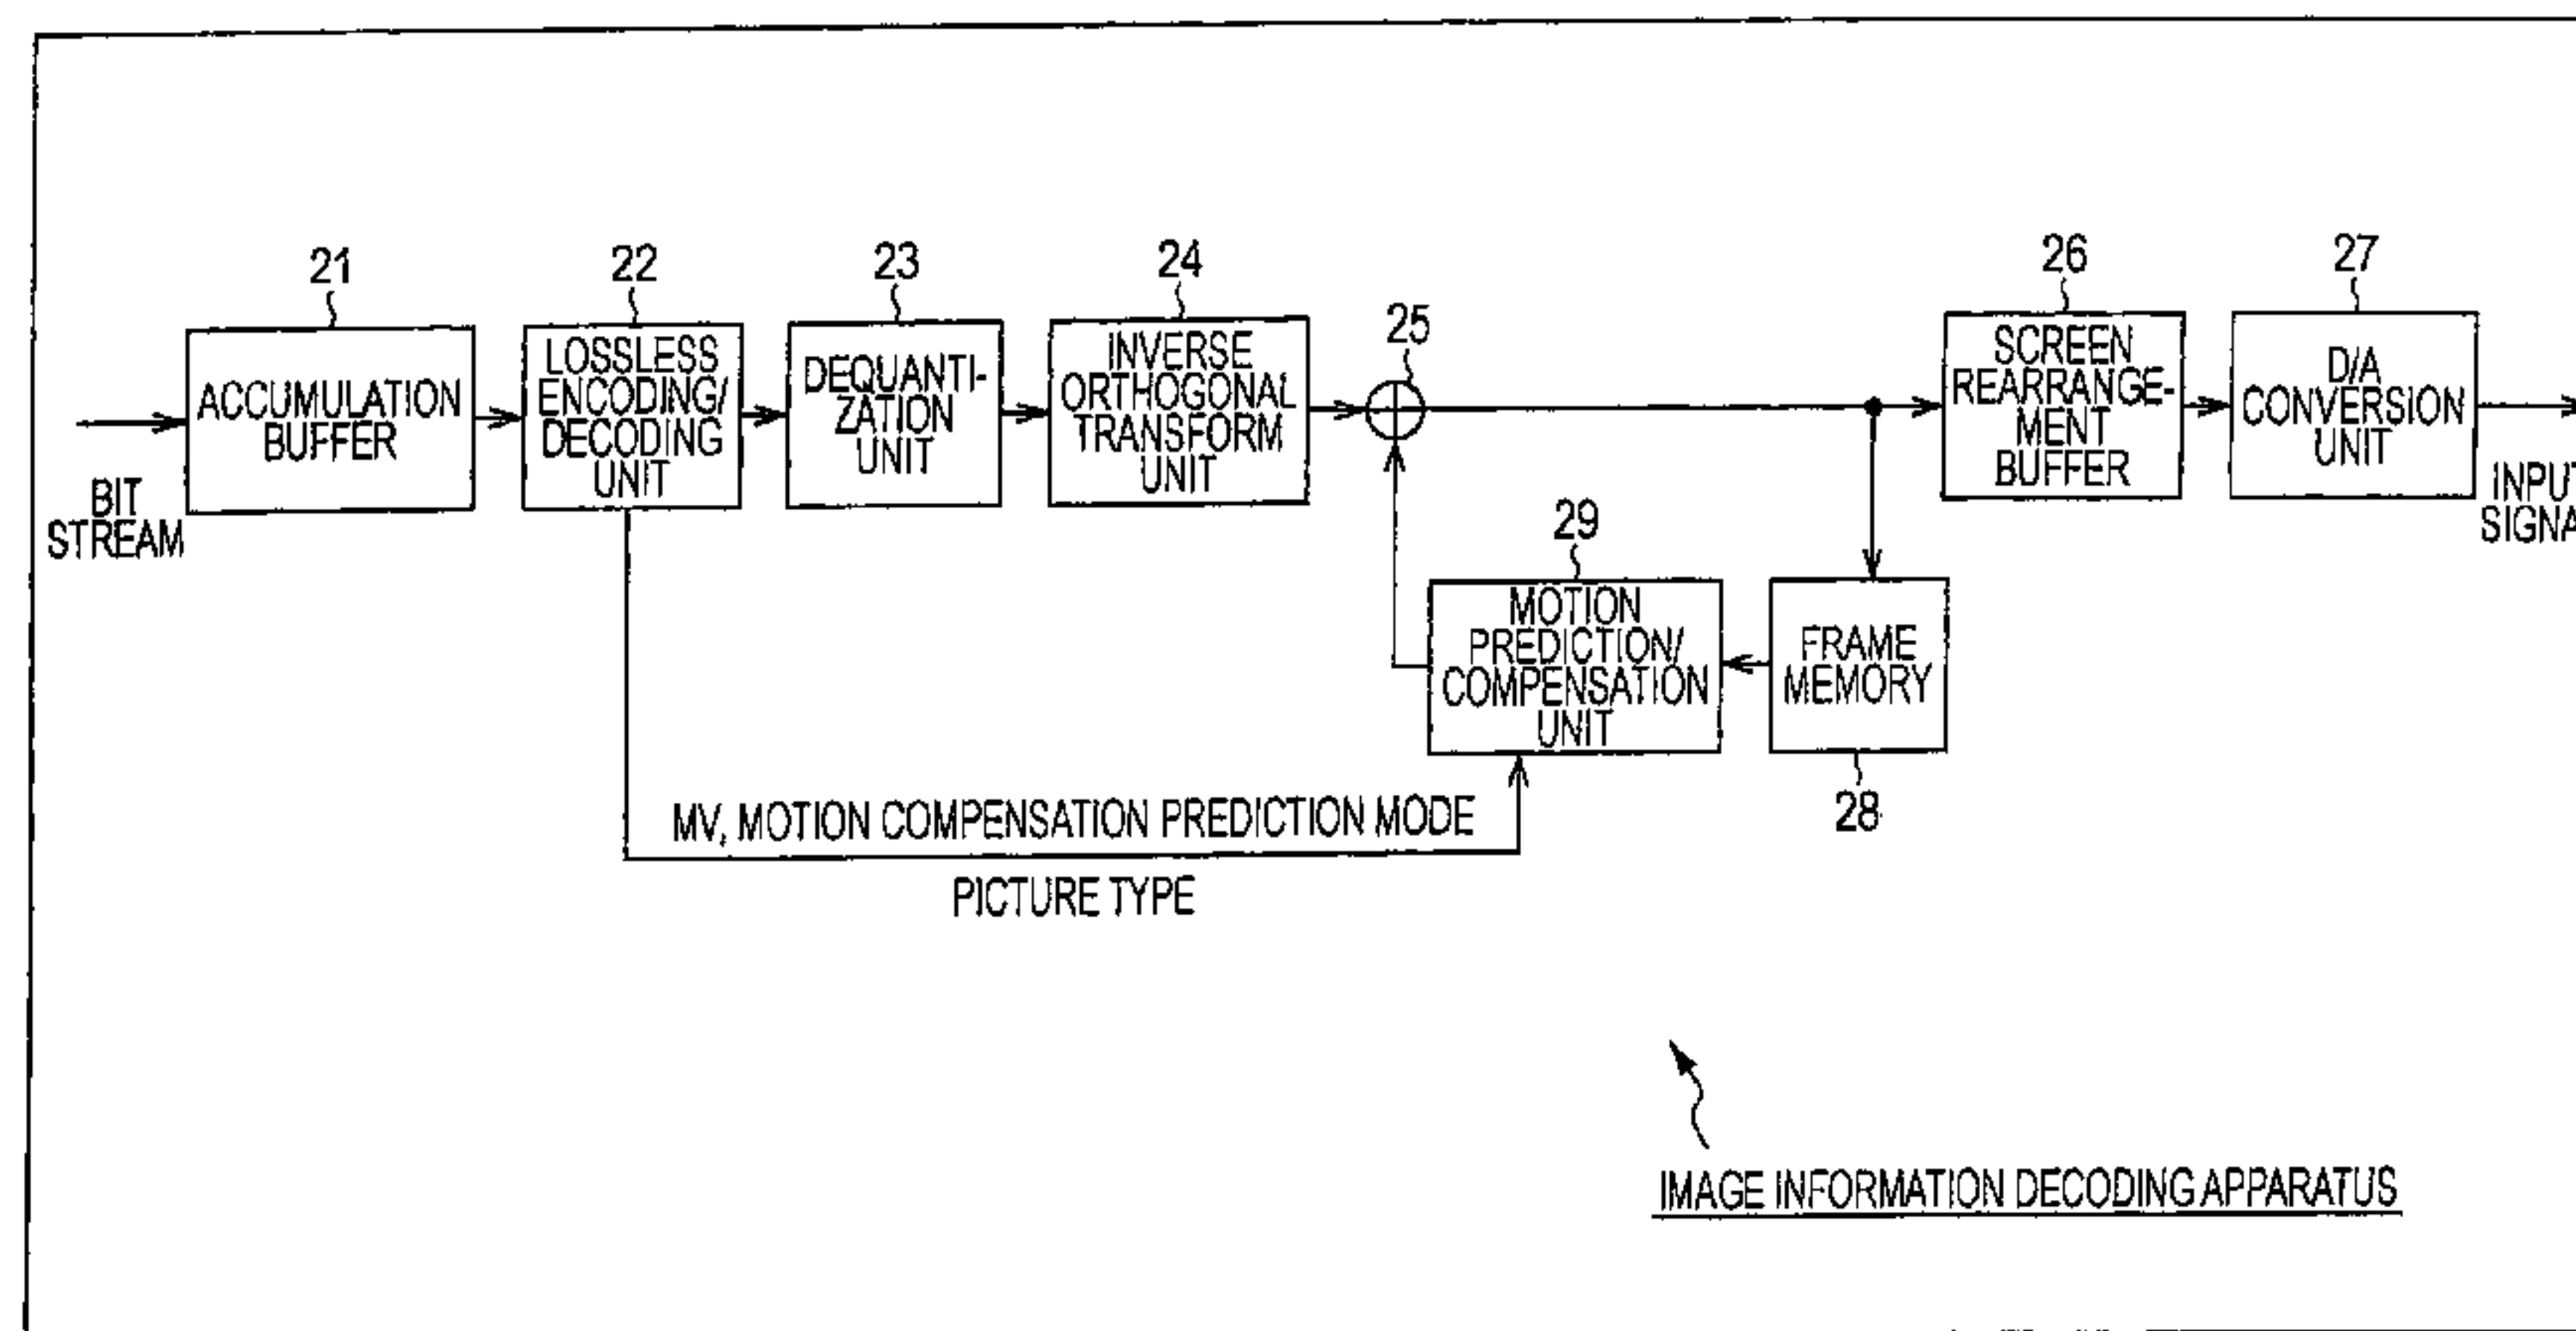 21
22
23
24
25
26
27
ACCUMULATION
BUFFER
LOSSLESS
ENCODING/
DECODING
UNIT
DEQUANTI-
ZATION
UNIT
INVERSE
ORTHOGONAL
TRANSFORM
UNIT
SCREEN
REARRANGE-
MENT
BUFFER
D/A
CONVERSION
UNIT
BIT
STREAM
INPUT
SIGNA
29
MOTION
PREDICTION/
COMPENSATION
UNIT
FRAME
MEMORY
28
MV, MOTION COMPENSATION PREDICTION MODE
PICTURE TYPE
IMAGE INFORMATION DECODING APPARATUS